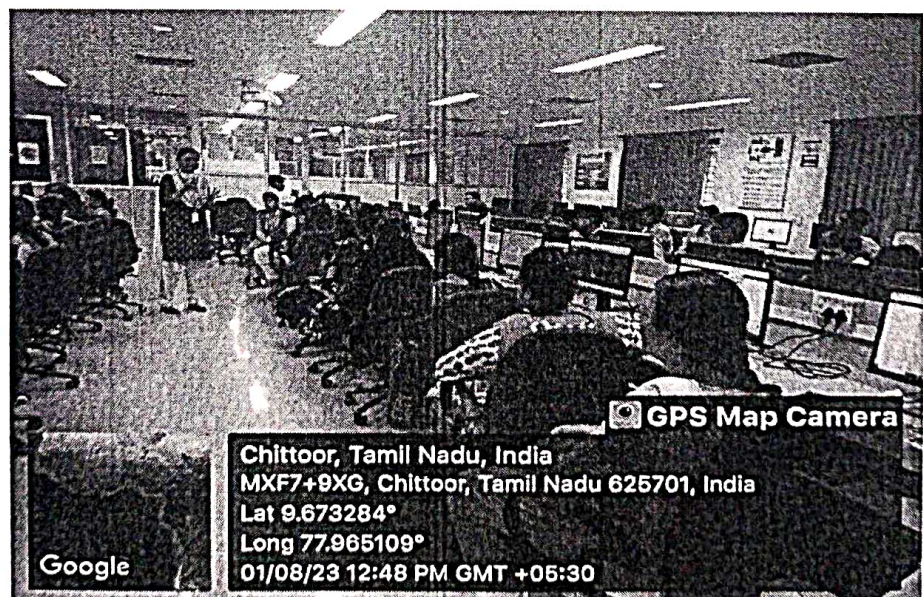 GPS Map Camera
Chittoor, Tamil Nadu, India
MXF7+9XG, Chittoor, Tamil Nadu 625701, India
Lat 9.673284°
Long 77.965109°
01/08/23 12:48 PM GMT +05:30
Google